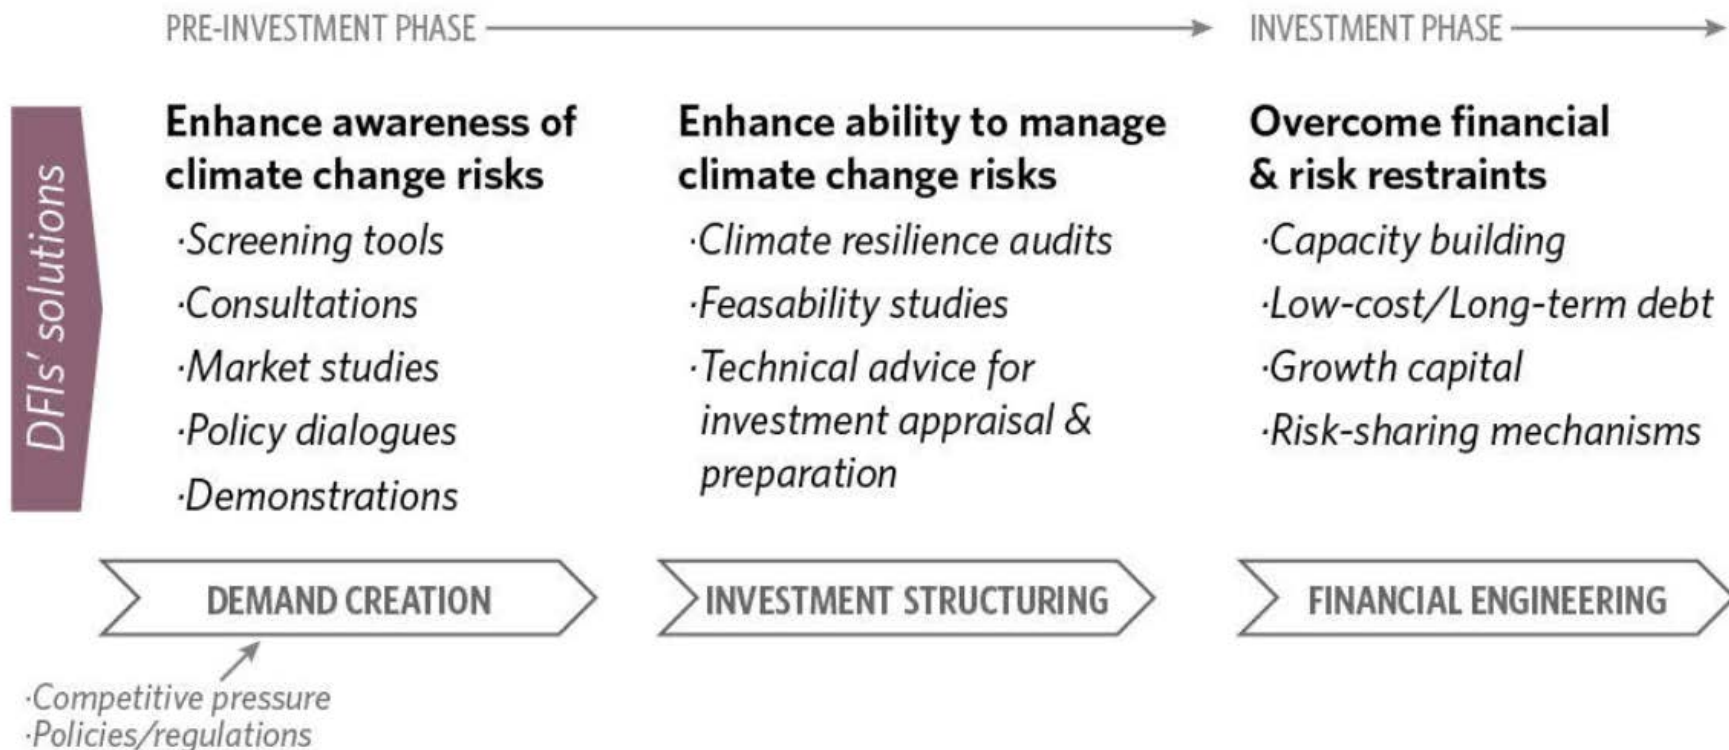 PRE-INVESTMENT PHASE
INVESTMENT PHASE
DFIs' solutions
Enhance awareness of
climate change risks
·Screening tools
·Consultations
·Market studies
·Policy dialogues
·Demonstrations
Enhance ability to manage
climate change risks
·Climate resilience audits
·Feasability studies
·Technical advice for
investment appraisal &
preparation
Overcome financial
& risk restraints
·Capacity building
·Low-cost/Long-term debt
·Growth capital
·Risk-sharing mechanisms
DEMAND CREATION
INVESTMENT STRUCTURING
FINANCIAL ENGINEERING
·Competitive pressure
·Policies/regulations